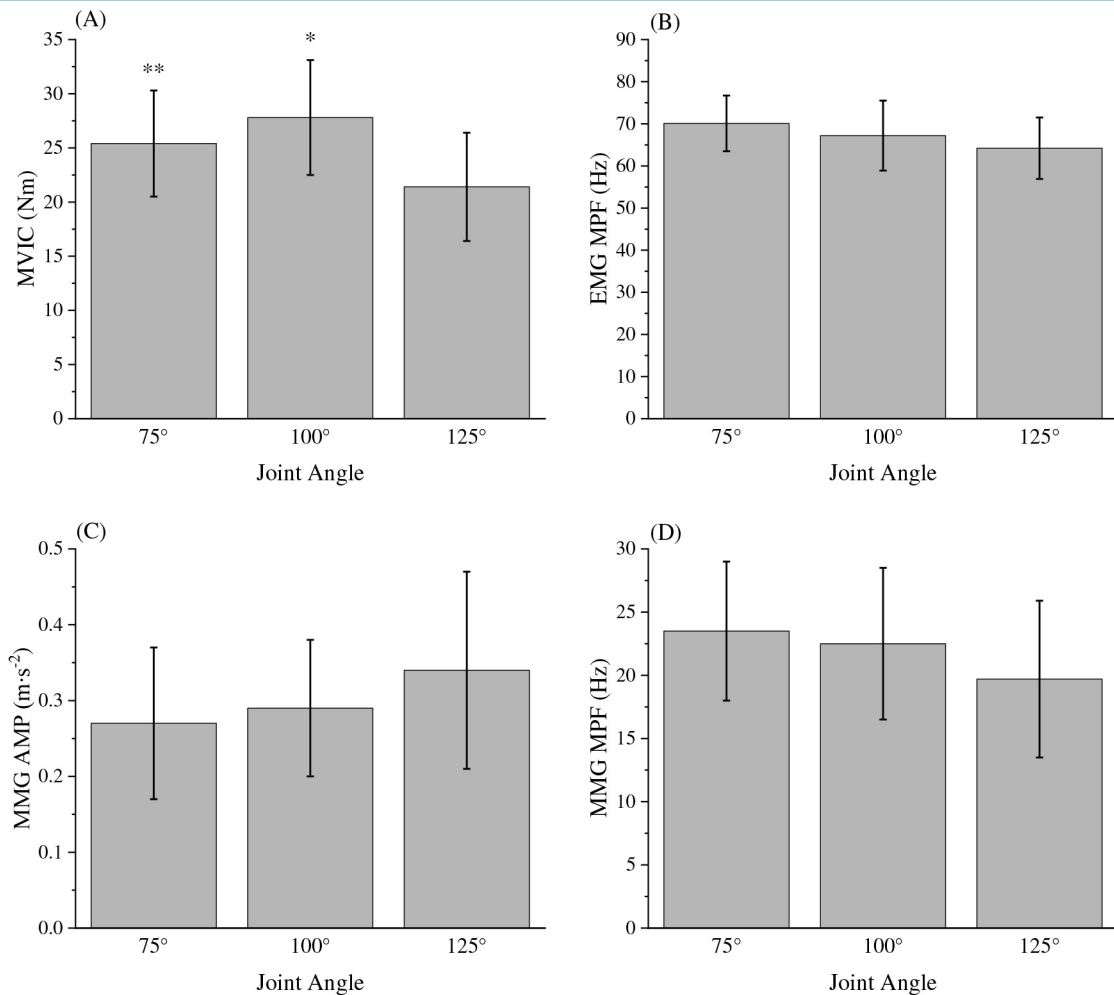 (A)
MVIC (Nm)
35
30
25
20
15
10
5
0
**
*
75° 100° 125°
Joint Angle
(B)
EMG MPF (Hz)
90
80
70
60
50
40
30
20
10
0
75° 100° 125°
Joint Angle
(C)
MMG AMP (m·s⁻²)
0.5
0.4
0.3
0.2
0.1
0.0
75° 100° 125°
Joint Angle
(D)
MMG MPF (Hz)
30
25
20
15
10
5
0
75° 100° 125°
Joint Angle